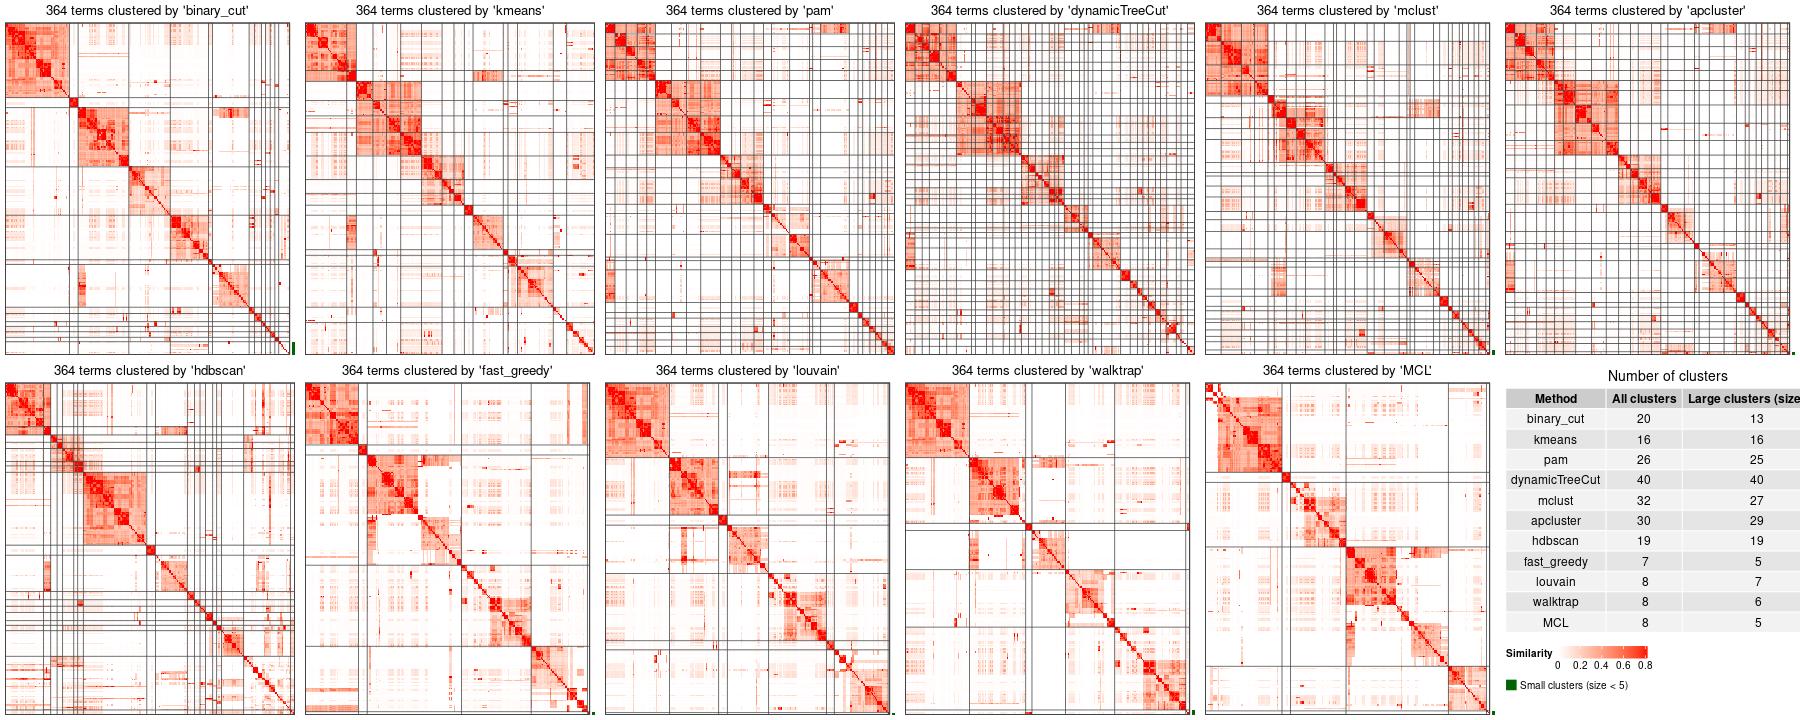 364 terms clustered by 'binary_cut'
364 terms clustered by 'kmeans'
364 terms clustered by 'pam'
364 terms clustered by 'dynamicTreeCut'
364 terms clustered by 'mclust'
364 terms clustered by 'apcluster'
364 terms clustered by 'hdbscan'
364 terms clustered by 'fast_greedy'
364 terms clustered by 'louvain'
364 terms clustered by 'walktrap'
364 terms clustered by 'MCL'
Number of clusters
Method All clusters Large clusters (size
binary_cut 20 13
kmeans 16 16
pam 26 25
dynamicTreeCut 40 40
mclust 32 27
apcluster 30 29
hdbscan 19 19
fast_greedy 7 5
louvain 8 7
walktrap 8 6
MCL 8 5
Similarity
0 0.2 0.4 0.6 0.8
Small clusters (size < 5)